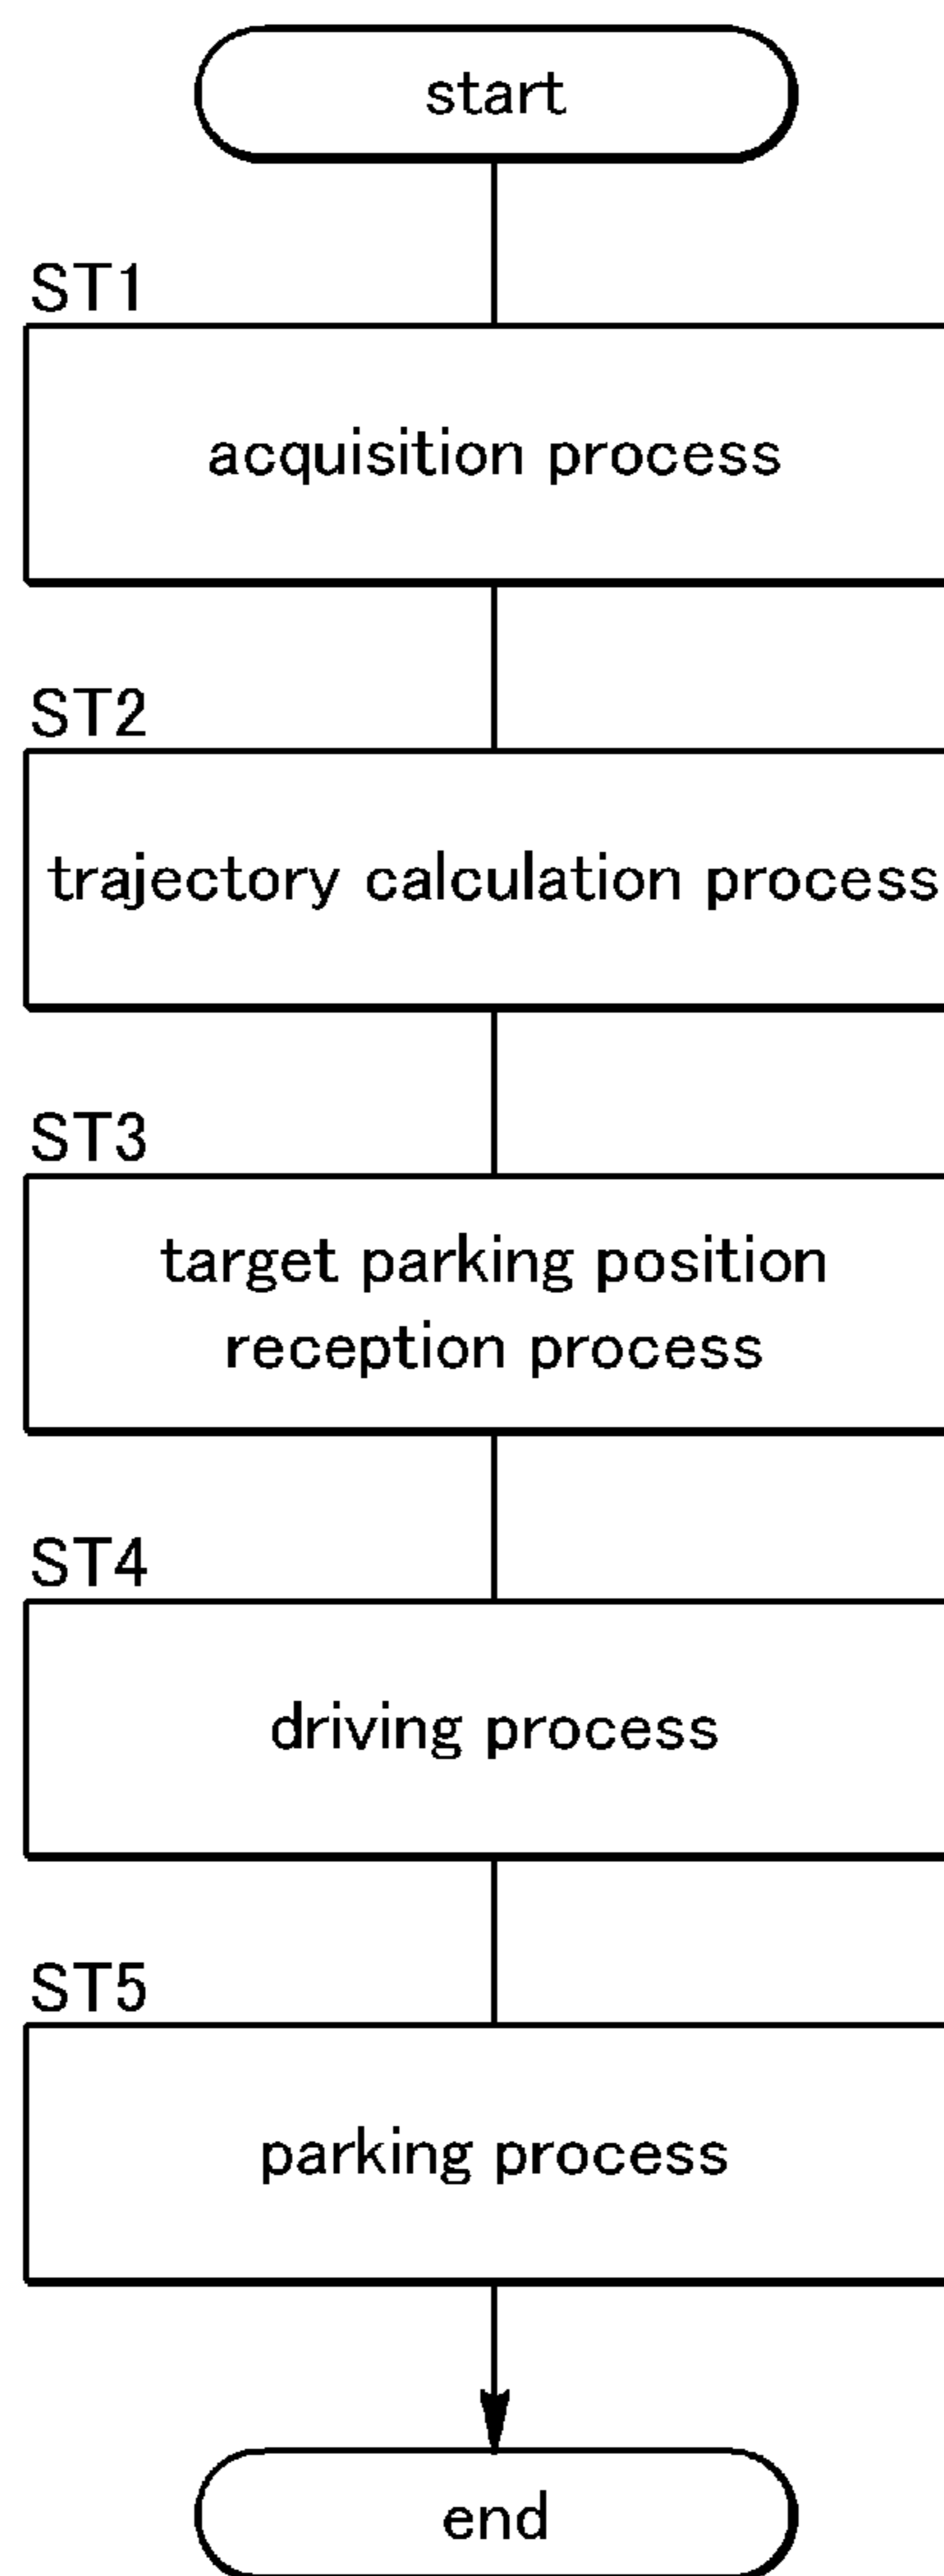 start
ST1
acquisition process
ST2
trajectory calculation process
ST3
target parking position
reception process
ST4
driving process
ST5
parking process
end